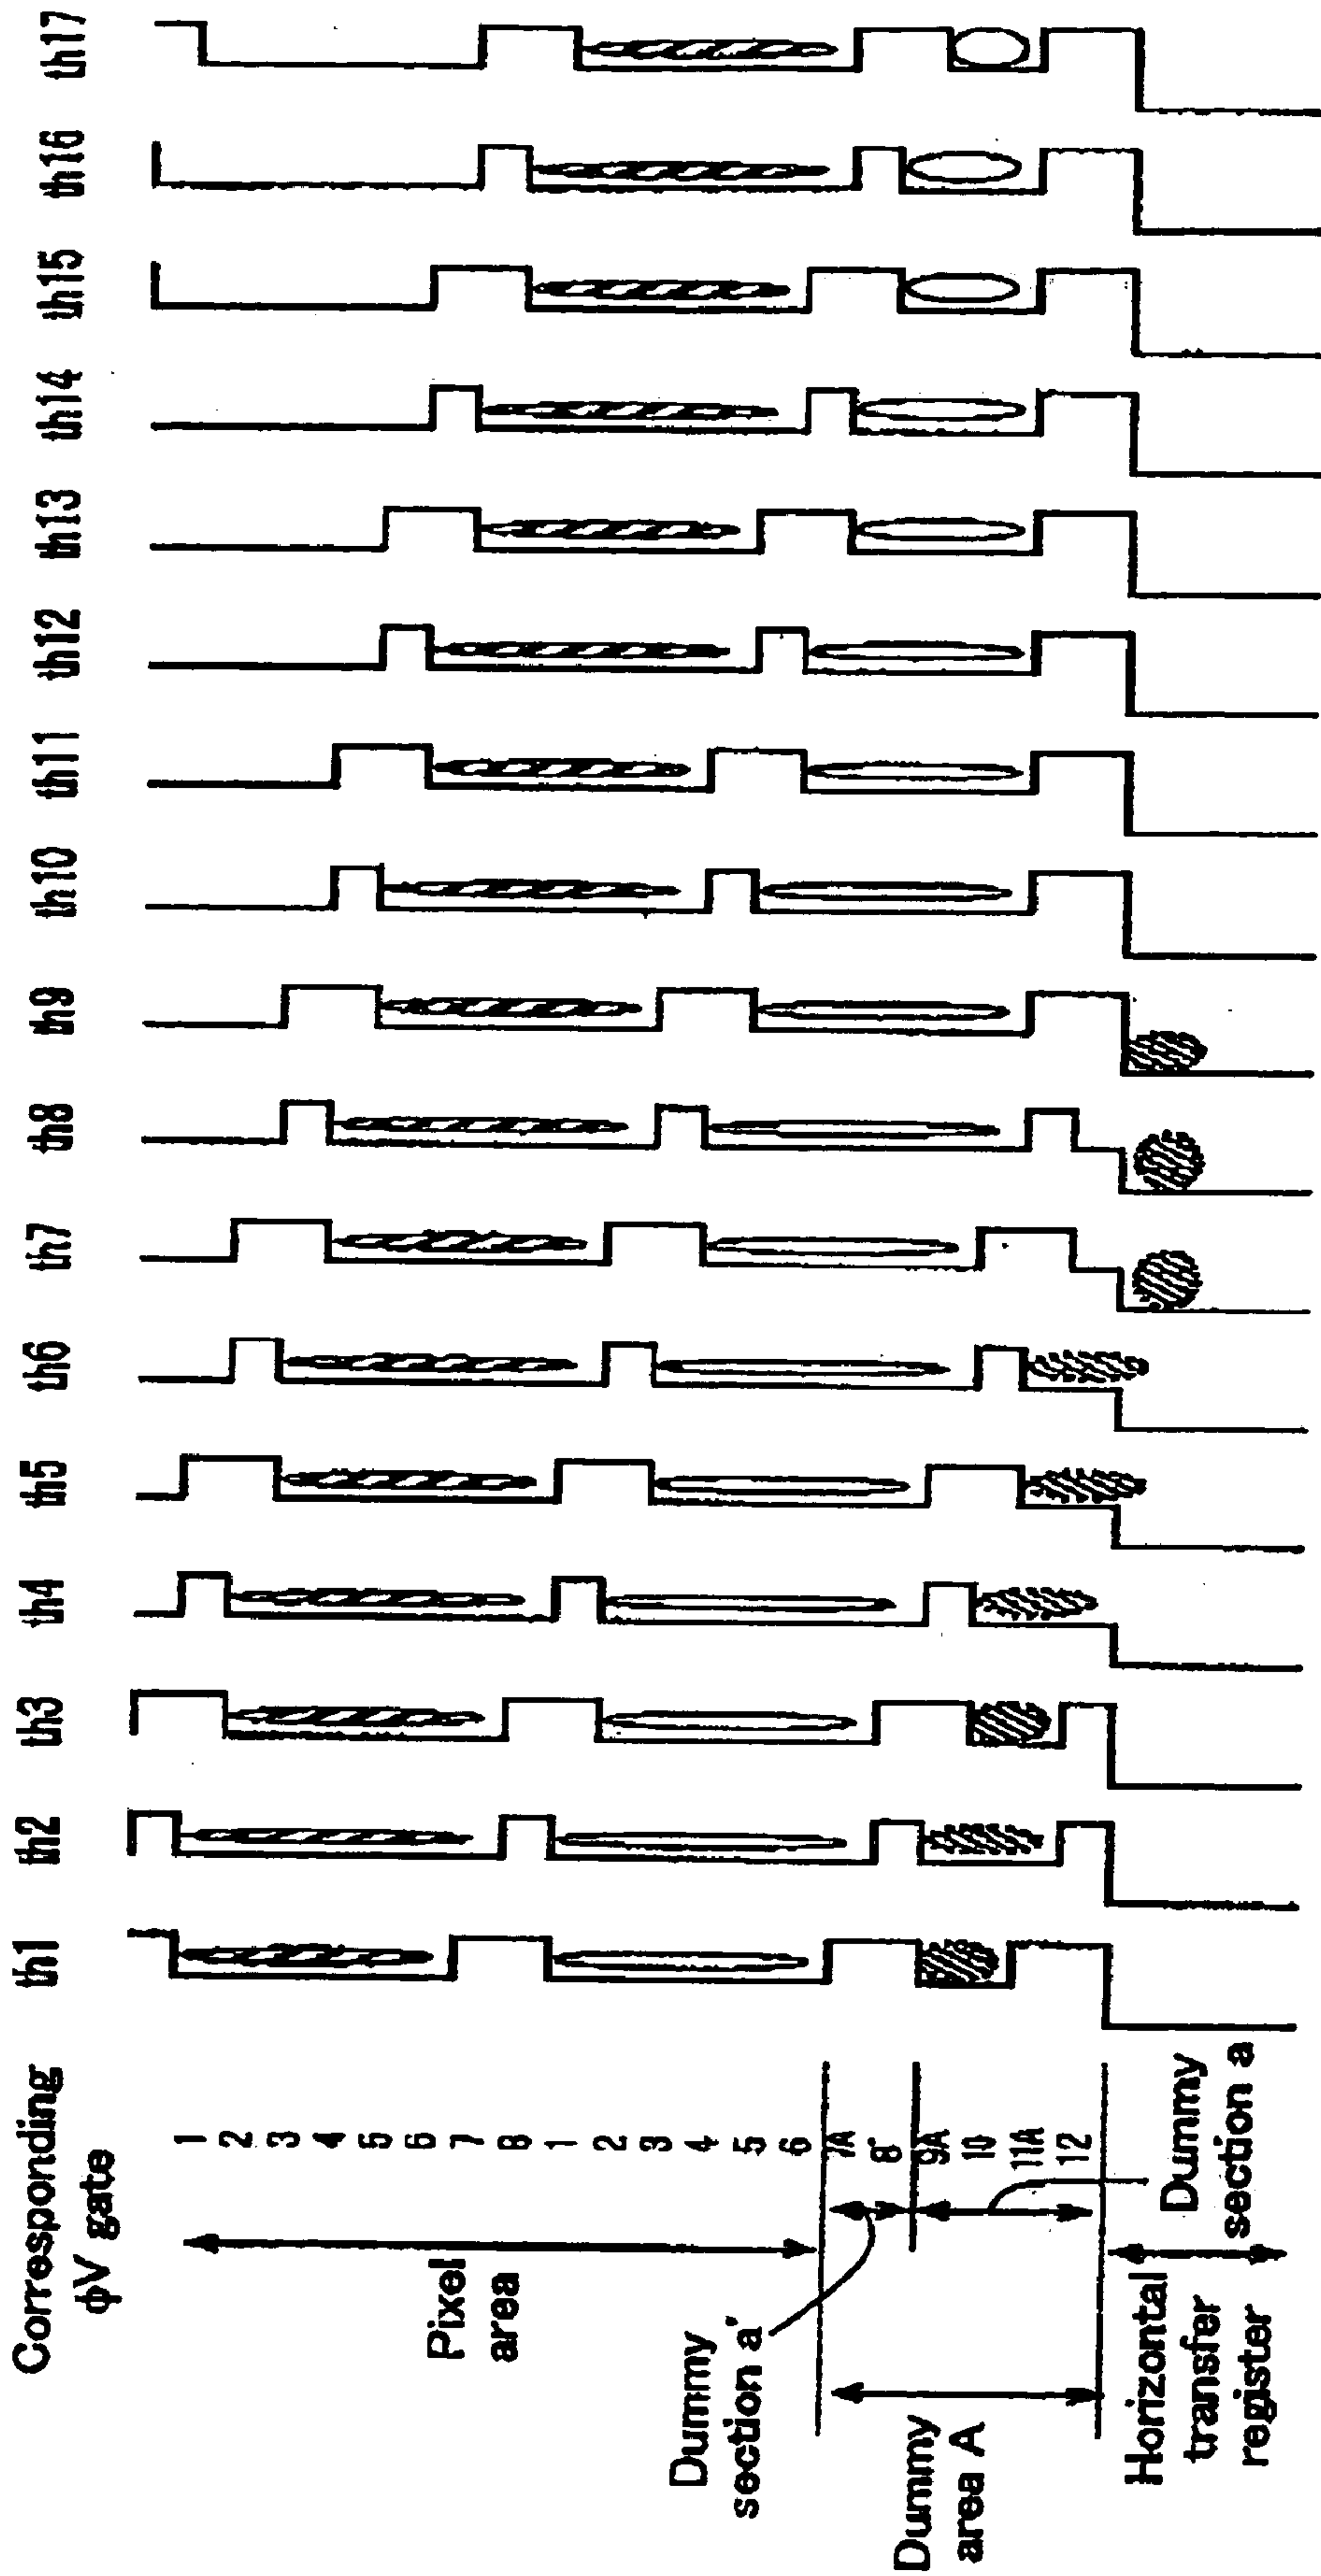 Corresponding
ϕV gate
th1
th2
th3
th4
th5
th6
th7
th8
th9
th10
th11
th12
th13
th14
th15
th16
th17
1
2
3
4
5
6
7
8
1
2
3
4
5
6
7A
8'
9A
10
11A
12
Pixel
area
Dummy
section a'
Dummy
area A
Dummy
section a
Horizontal
transfer
register